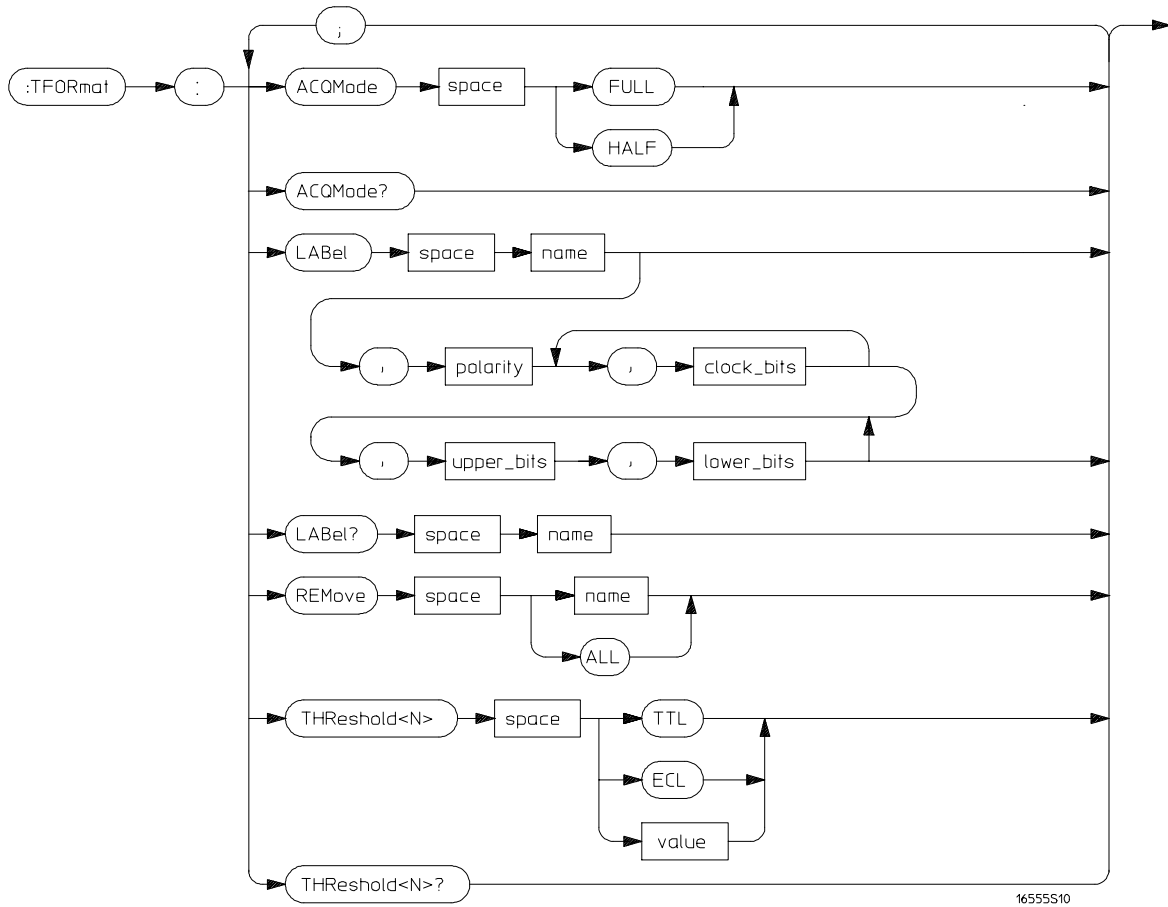 ;
:TFORmat : ACQMode space FULL
HALF
ACQMode?
LABel space name
, polarity , clock_bits
, upper_bits , lower_bits
LABel? space name
REMove space name
ALL
THReshold<N> space TTL
ECL
value
THReshold<N>?
16555S10